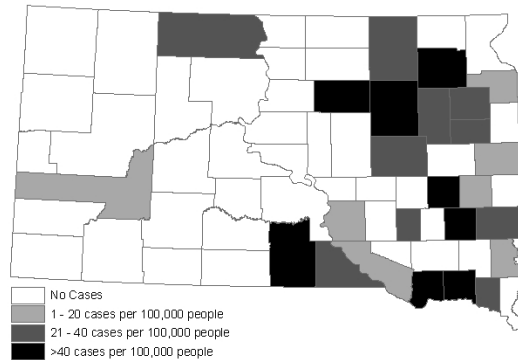 No Cases
1 - 20 cases per 100,000 people
21 - 40 cases per 100,000 people
>40 cases per 100,000 people